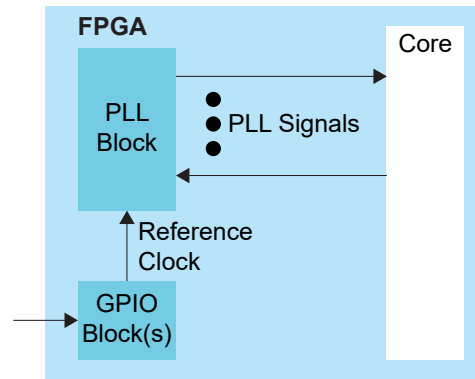 FPGA
Core
PLL
Block
PLL Signals
Reference
Clock
GPIO
Block(s)